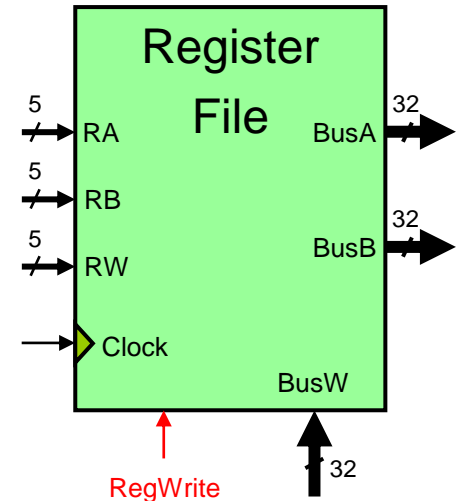 Register
File
5
RA
32
BusA
5
RB
32
BusB
5
RW
Clock
BusW
RegWrite
32